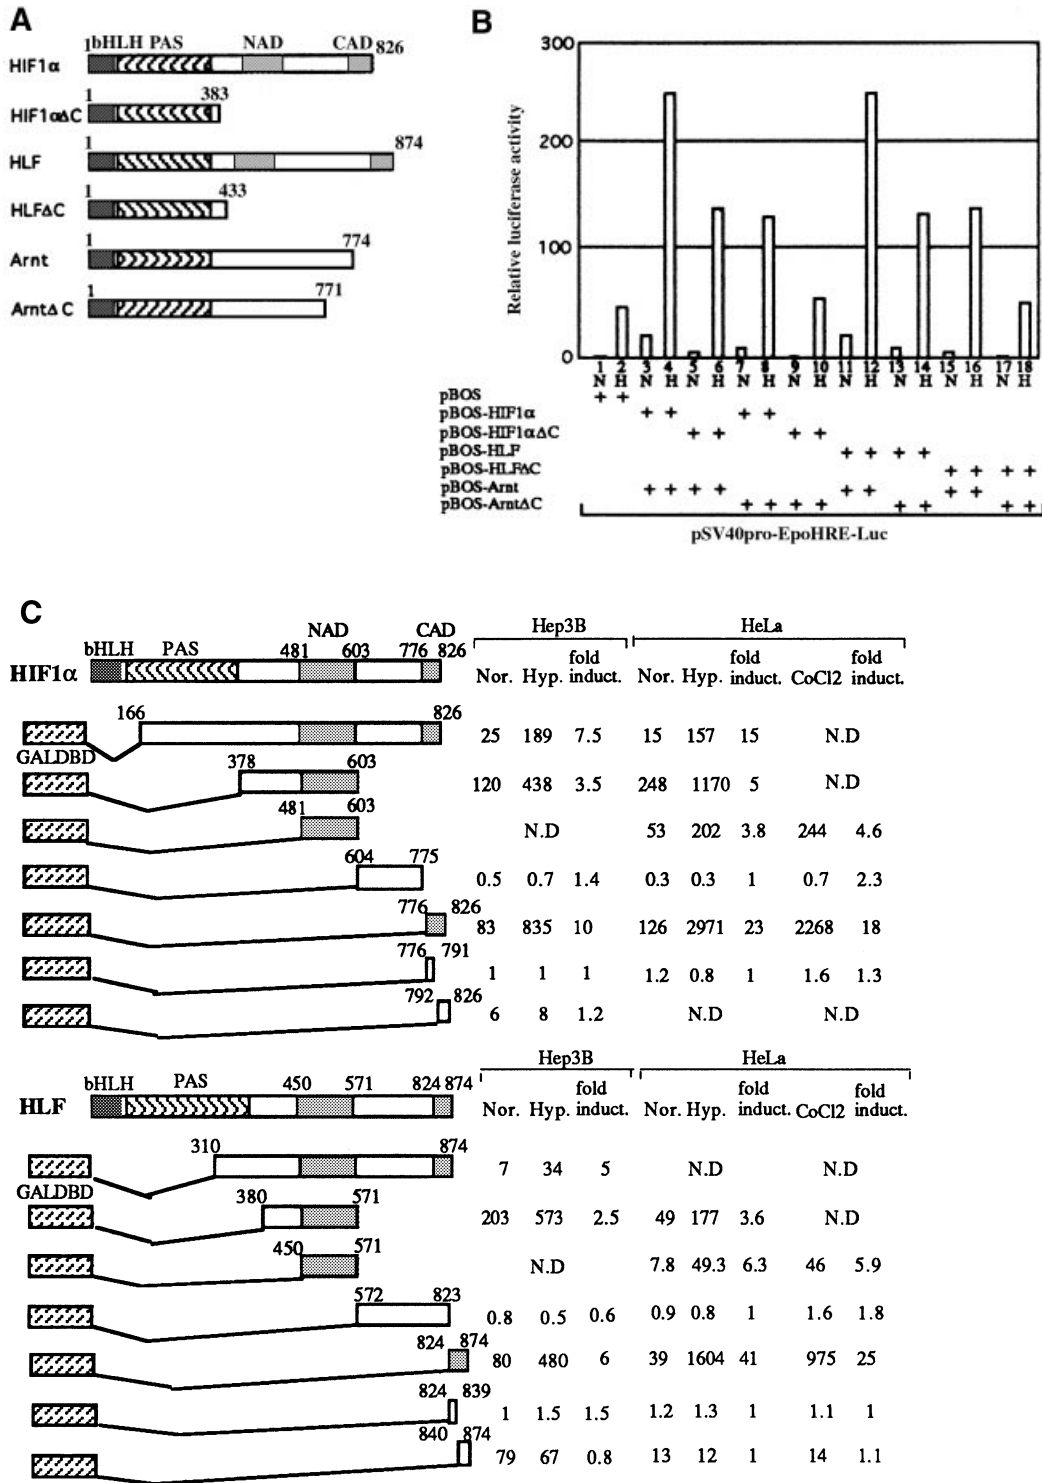 A
1 bHLH PAS NAD CAD 826
HIF1α
1 383
HIF1αΔC
1 874
HLF
1 433
HLFΔC
1 774
Arnt
1 771
ArntΔ C
B
Relative luciferase activity
300
200
100
0
1 2 3 4 5 6 7 8 9 10 11 12 13 14 15 16 17 18
N H N H N H N H N H N H N H N H N H
pBOS + +
pBOS-HIF1α + + + +
pBOS-HIF1αΔC + + + +
pBOS-HLF + + + +
pBOS-HLFΔC + + + +
pBOS-Arnt + + + + + + + +
pBOS-ArntΔC + + + + + + + +
pSV40pro-EpoHRE-Luc
C
Hep3B HeLa
bHLH PAS 481 NAD 603 776 CAD 826
HIF1α
Nor. Hyp. fold induct. Nor. Hyp. fold induct. CoCl2 fold induct.
166 826
25 189 7.5 15 157 15 N.D
GALDBD
378 603
120 438 3.5 248 1170 5 N.D
481 603
N.D 53 202 3.8 244 4.6
604 775
0.5 0.7 1.4 0.3 0.3 1 0.7 2.3
776 826
83 835 10 126 2971 23 2268 18
776 791
1 1 1 1.2 0.8 1 1.6 1.3
792 826
6 8 1.2 N.D N.D
Hep3B HeLa
bHLH PAS 450 571 824 874
HLF
Nor. Hyp. fold induct. Nor. Hyp. fold induct. CoCl2 fold induct.
310 874
7 34 5 N.D N.D
GALDBD
380 571
203 573 2.5 49 177 3.6 N.D
450 571
N.D 7.8 49.3 6.3 46 5.9
572 823
0.8 0.5 0.6 0.9 0.8 1 1.6 1.8
824 874
80 480 6 39 1604 41 975 25
824 839
1 1.5 1.5 1.2 1.3 1 1.1 1
840 874
79 67 0.8 13 12 1 14 1.1